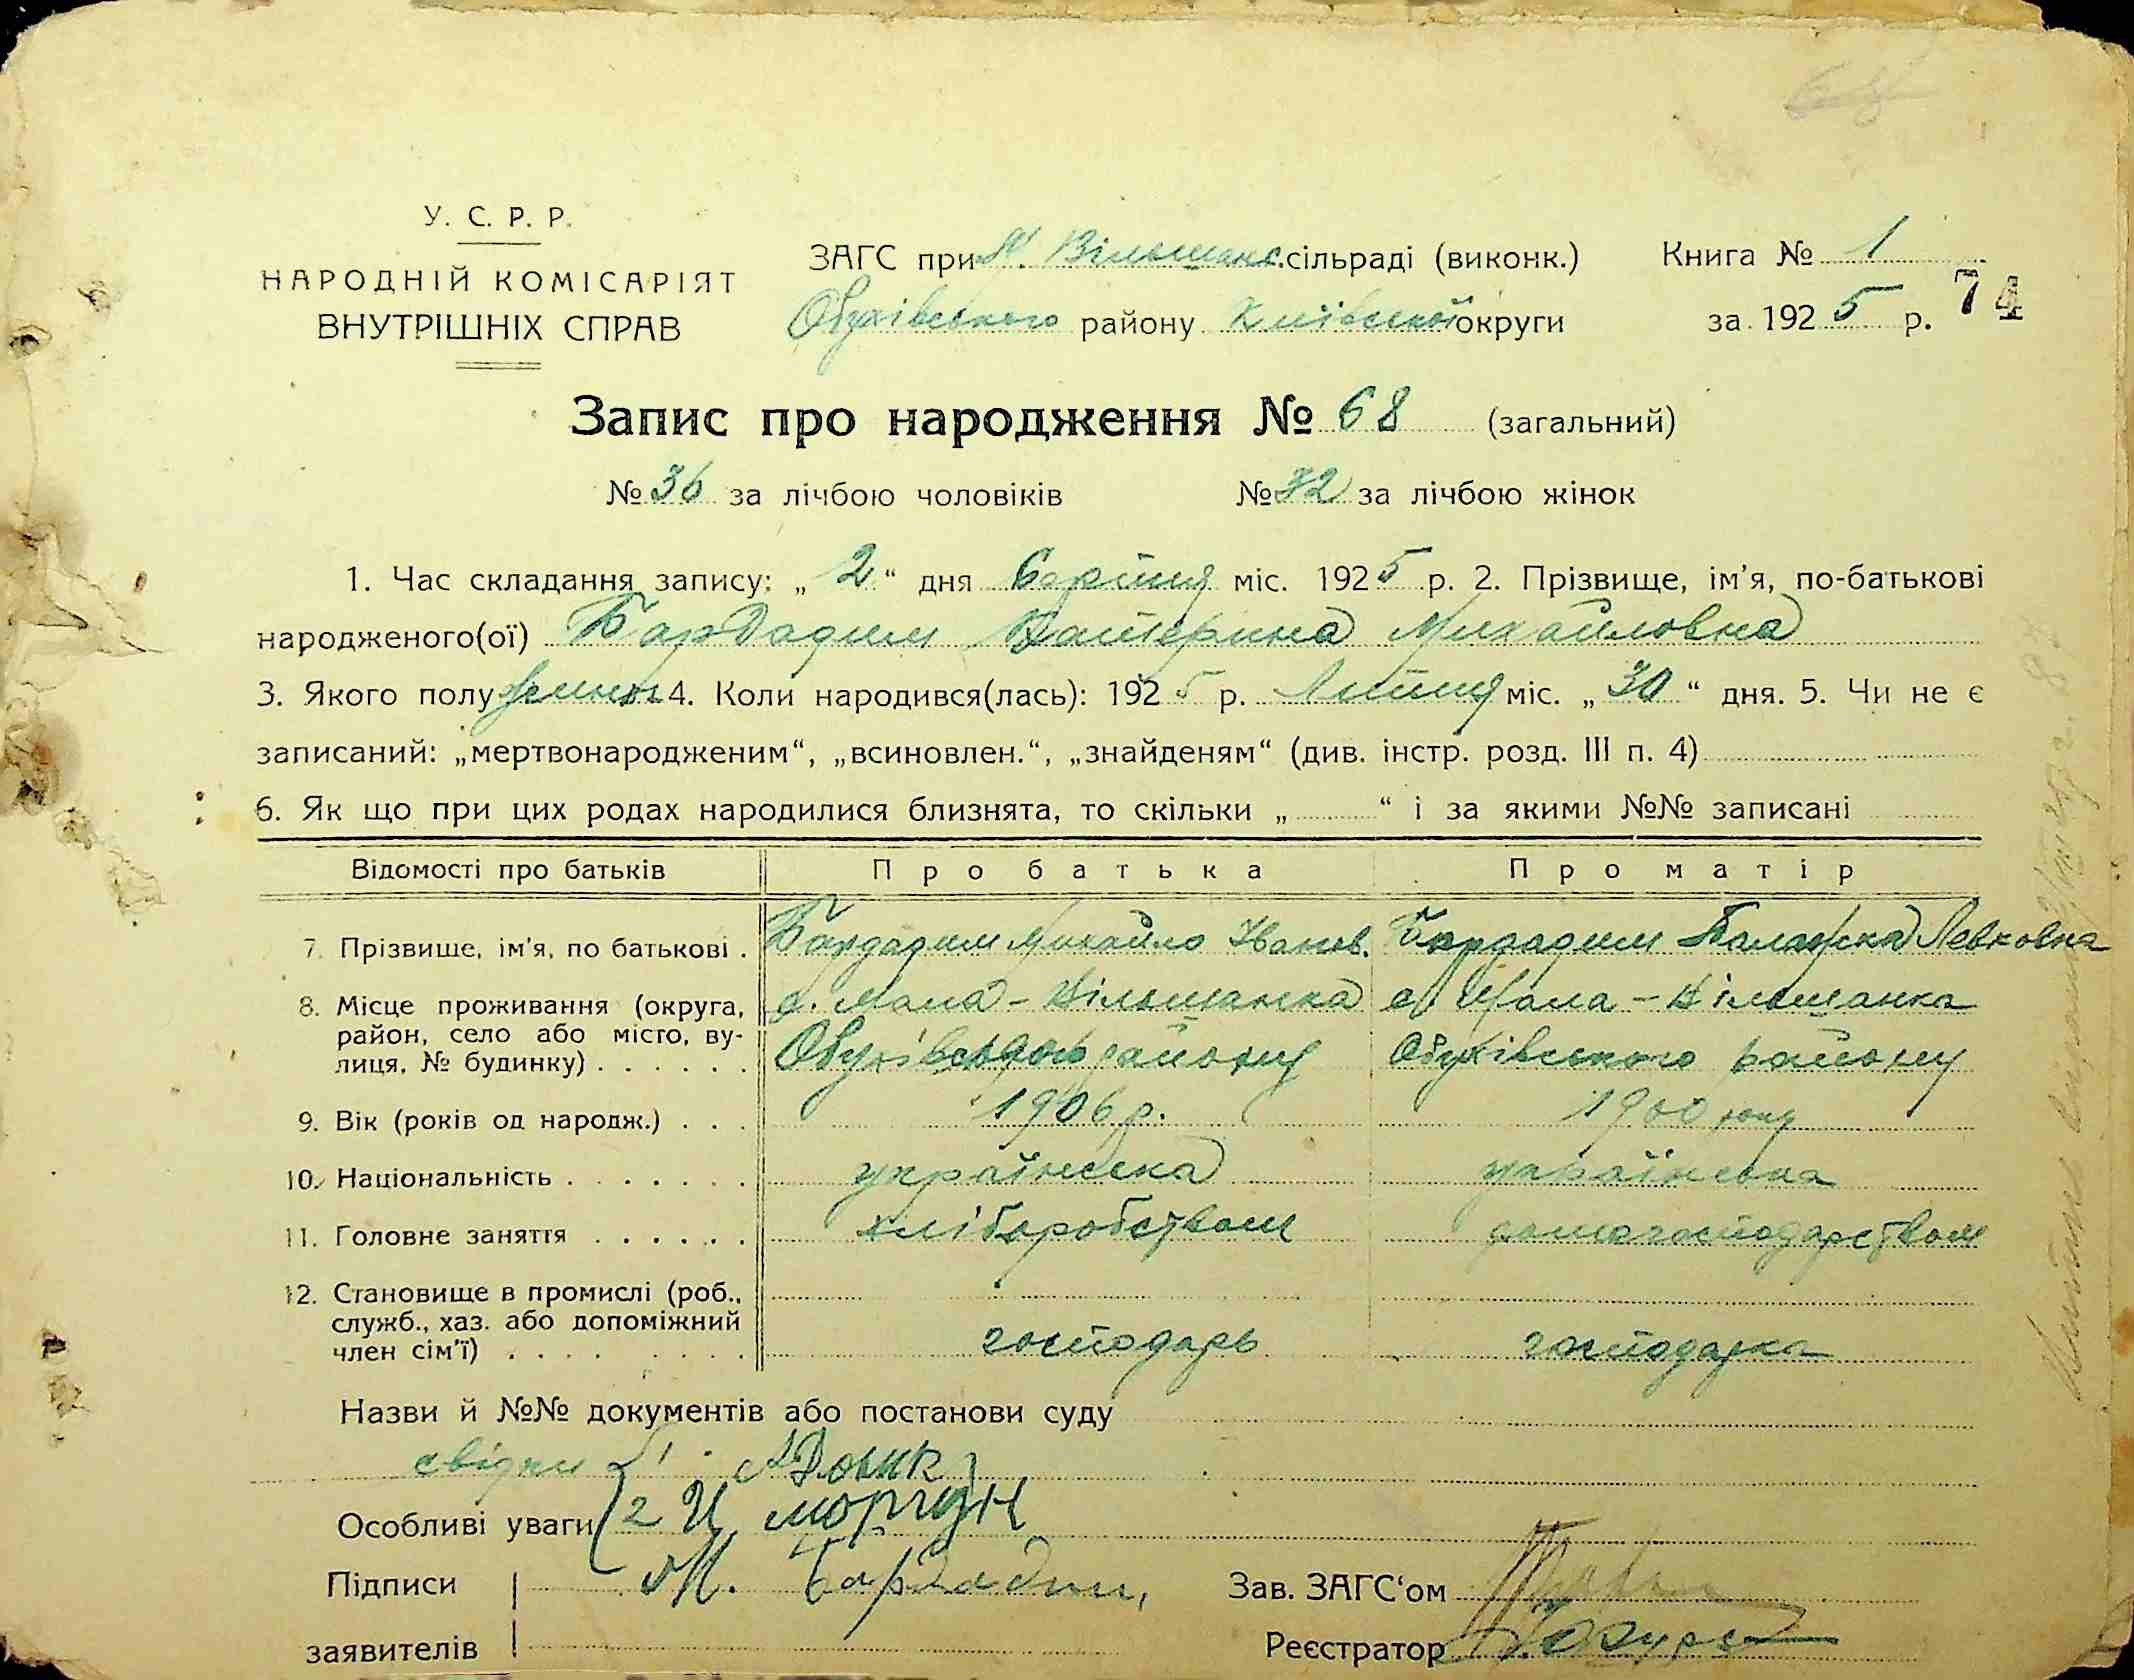 У. С. Р. Р.
НАРОДНІЙ КОМІСАРІЯТ
ВНУТРІШНІХ СПРАВ
ЗАГС при М. Вільшанс. сільраді (виконк.)
Обухівського району Київської округи
Книга № 1
за 1925 р. 74
Запис про народження № 68 (загальний)
№ 36 за лічбою чоловіків № 32 за лічбою жінок
1. Час складання запису: „2“ дня Серпня міс. 1925 р. 2. Прізвище, ім’я, по-батькові
народженого(ої) Бардадим Катерина Михайловна
3. Якого полу 4. Коли народився(лась): 1925 р. Липня міс. „30“ дня. 5. Чи не є
записаний: „мертвонародженим“, „всиновлен.“, „знайденям“ (див. інстр. розд. III п. 4)
6. Як що при цих родах народилися близнята, то скільки „ “ і за якими №№ записані
Відомості про батьків Про батька Про матір
7. Прізвище, ім’я, по батькові . Бардадим Михайло Іванов. Бардадим Палажка Левковна
8. Місце проживання (округа, с. Мала-Вільшанка с. Мала-Вільшанка
район, село або місто, ву-
лиця, № будинку) . . . . . . Обухівського району Обухівського району
9. Вік (років од народж.) . . . 1906 р. 1900 року
10. Національність . . . . . . . українська українська
11. Головне заняття . . . . . . хліборобством домогосподарством
12. Становище в промислі (роб.,
служб., хаз. або допоміжний
член сім’ї) . . . . . . . . господарь господарка
Назви й №№ документів або постанови суду
свідки 1
Особливі уваги 2 И моргун
Підписи М. Бардадим,
Зав. ЗАГС‘ом
заявителів
Реєстратор